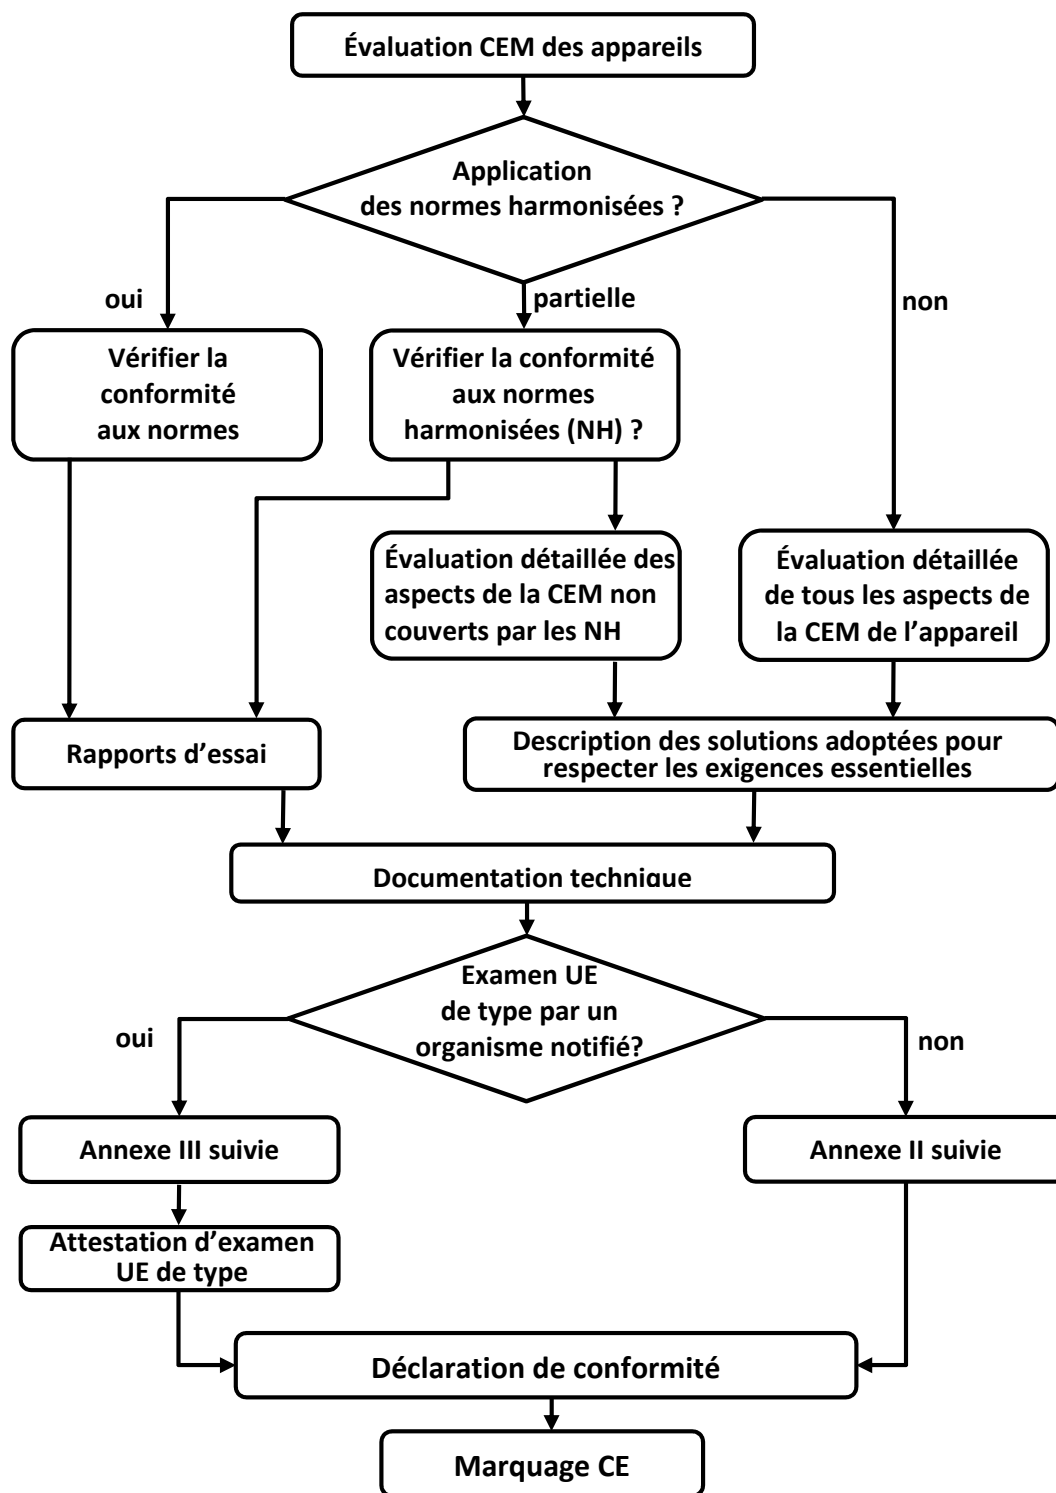 Évaluation CEM des appareils
Application
des normes harmonisées ?
oui
partielle
non
Vérifier la
conformité
aux normes
Vérifier la conformité
aux normes
harmonisées (NH) ?
Évaluation détaillée des
aspects de la CEM non
couverts par les NH
Évaluation détaillée
de tous les aspects de
la CEM de l’appareil
Rapports d’essai
Description des solutions adoptées pour
respecter les exigences essentielles
Documentation technique
Examen UE
de type par un
organisme notifié?
oui
non
Annexe III suivie
Annexe II suivie
Attestation d’examen
UE de type
Déclaration de conformité
Marquage CE